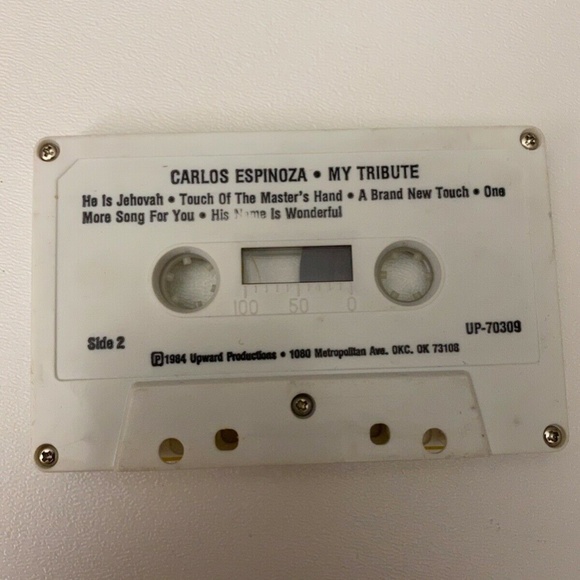 CARLOS ESPINOZA • MY TRIBUTE
He Is Jehovah • Touch Of The Master's Hand • A Brand New Touch • One
More Song For You • His Name Is Wonderful
100 50 0
Side 2
UP-70309
Ⓟ1984 Upward Productions • 1080 Metropolitan Ave. OKC. OK 73108